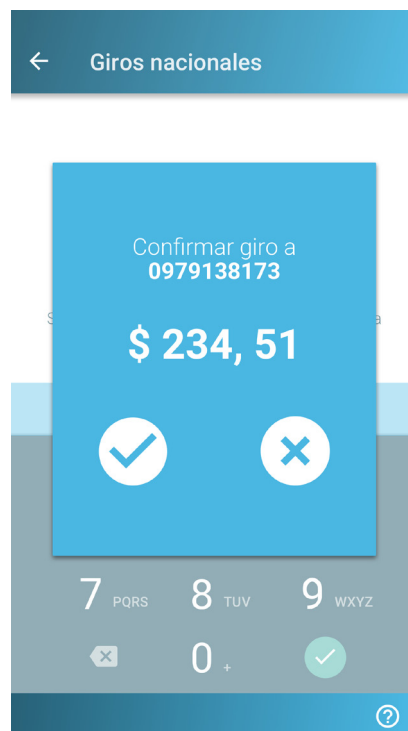 Giros nacionales
Confirmar giro a
0979138173
S a
$ 234, 51
7 PQRS 8 TUV 9 WXYZ
0 +